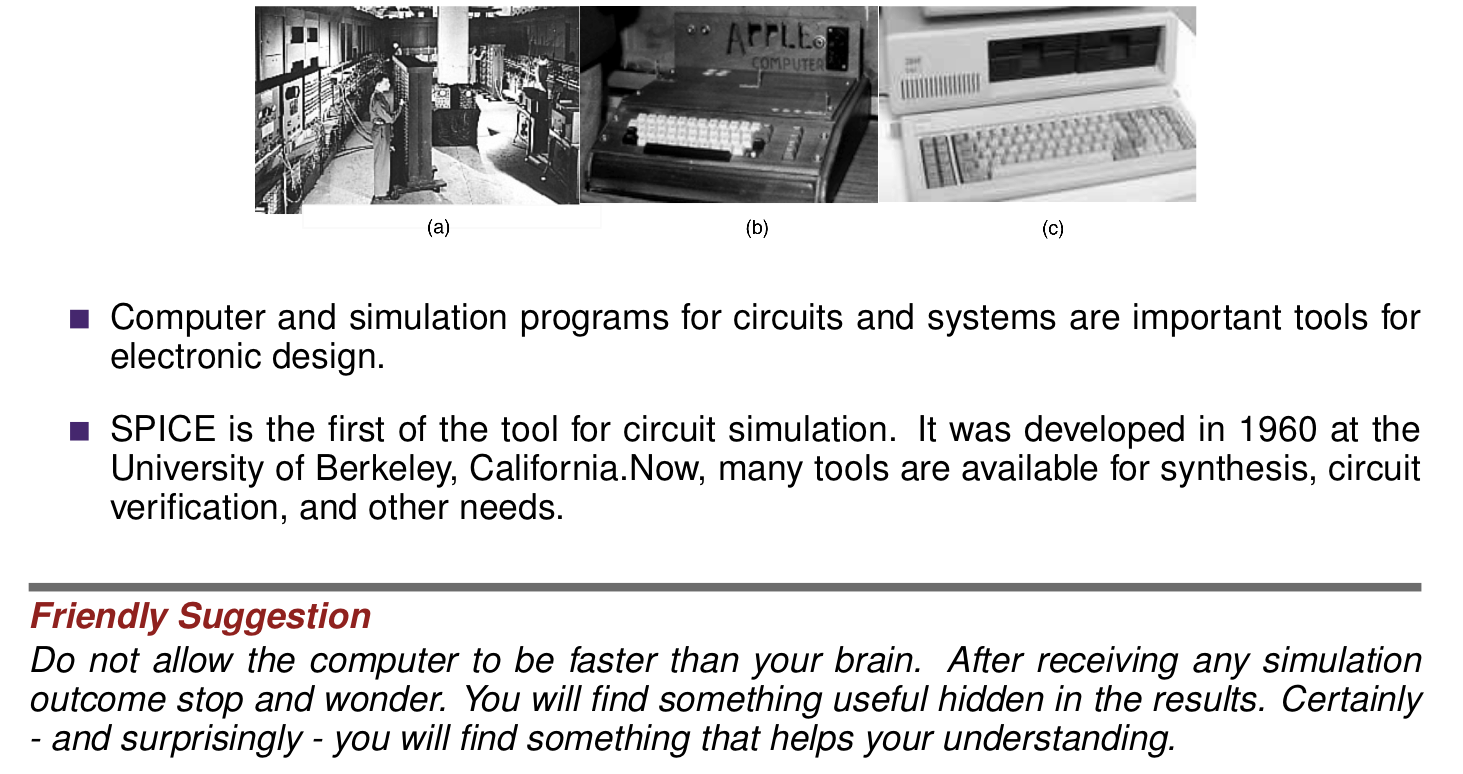 APPLE
COMPUTER
IBM
(a)
(b)
(c)
Computer and simulation programs for circuits and systems are important tools for
electronic design.
SPICE is the first of the tool for circuit simulation. It was developed in 1960 at the
University of Berkeley, California.Now, many tools are available for synthesis, circuit
verification, and other needs.
Friendly Suggestion
Do not allow the computer to be faster than your brain. After receiving any simulation
outcome stop and wonder. You will find something useful hidden in the results. Certainly
- and surprisingly - you will find something that helps your understanding.